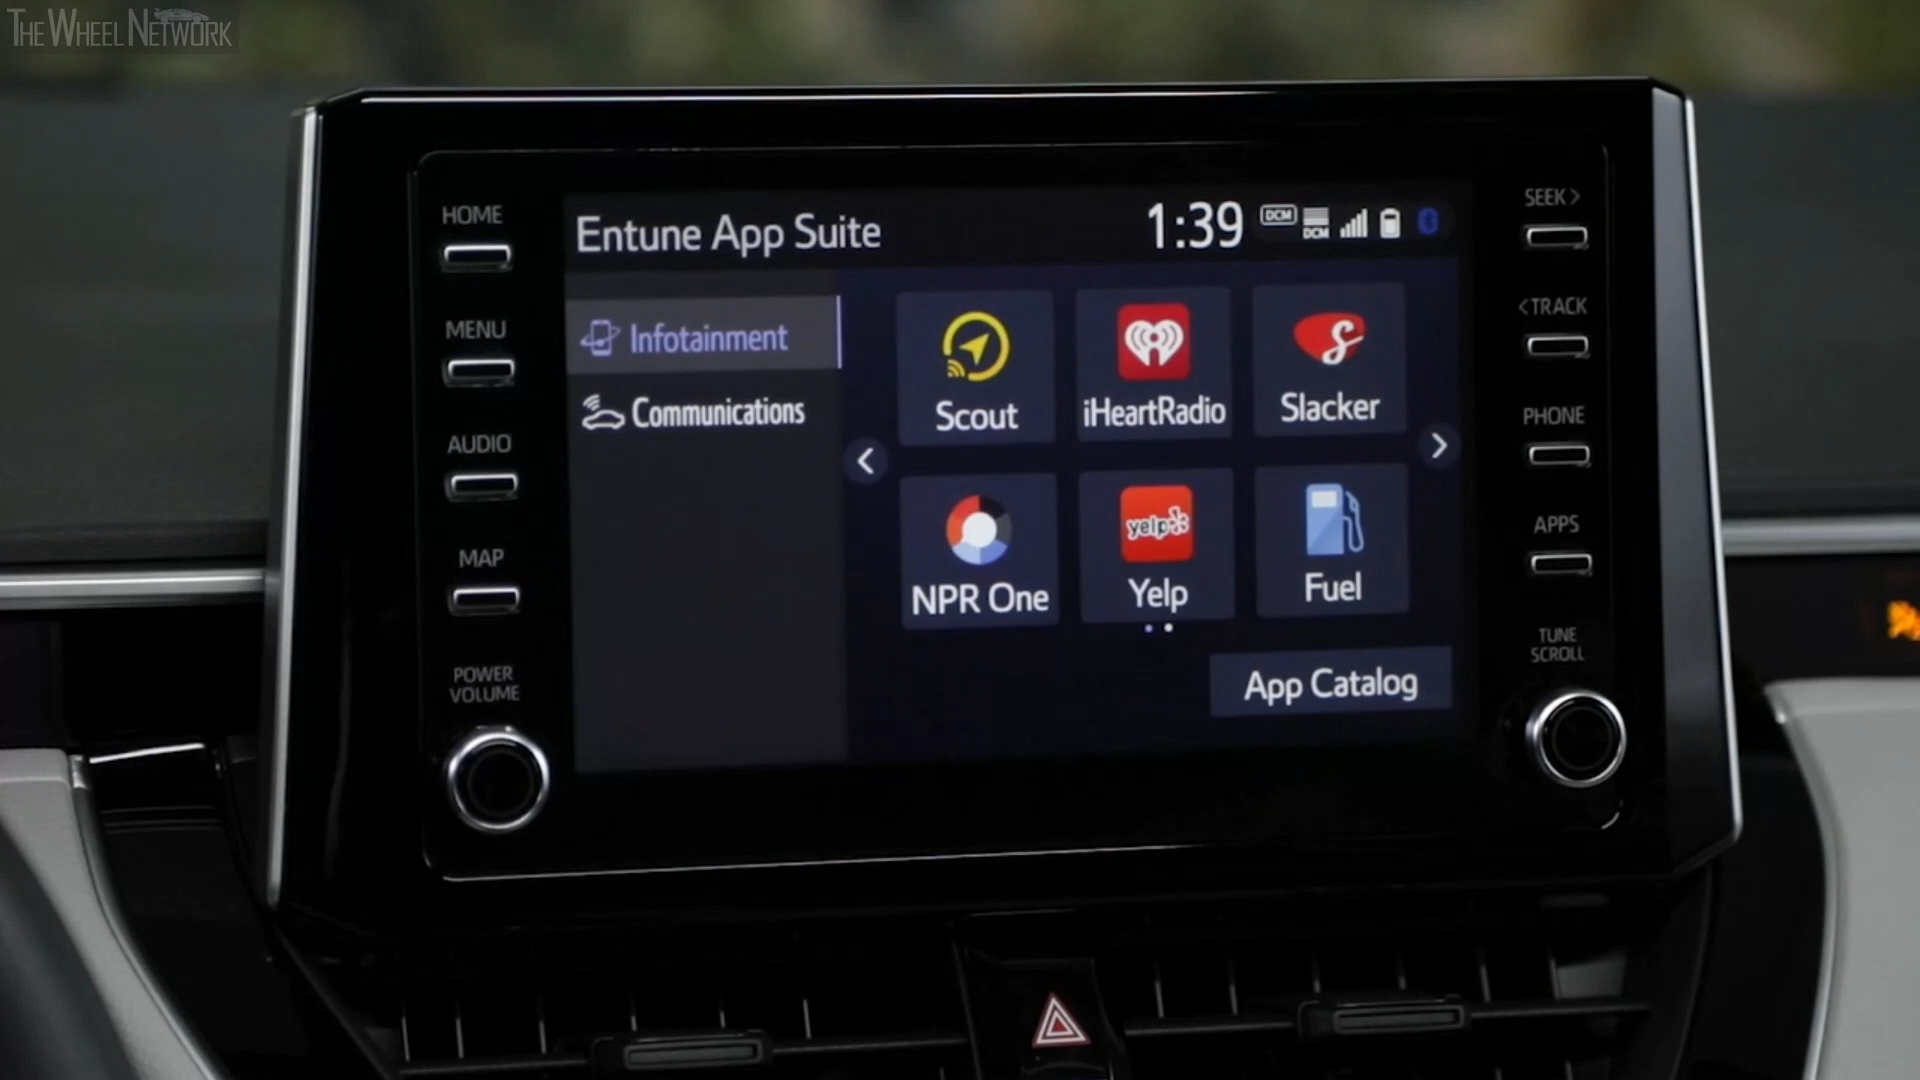 THE WHEEL NETWORK
HOME
MENU
AUDIO
MAP
POWER
VOLUME
Entune App Suite
1:39
DCM
DCM
Infotainment
Communications
Scout
iHeartRadio
Slacker
NPR One
yelp
Yelp
Fuel
App Catalog
SEEK >
< TRACK
PHONE
APPS
TUNE
SCROLL